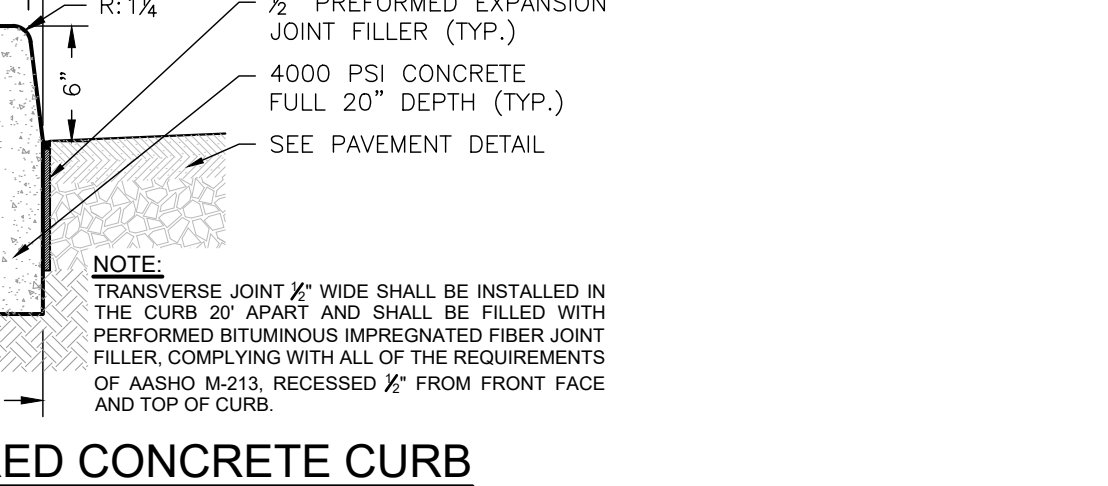 R:1¼
½" PREFORMED EXPANSION
JOINT FILLER (TYP.)
6"
4000 PSI CONCRETE
FULL 20" DEPTH (TYP.)
SEE PAVEMENT DETAIL
NOTE:
TRANSVERSE JOINT ½" WIDE SHALL BE INSTALLED IN
THE CURB 20' APART AND SHALL BE FILLED WITH
PERFORMED BITUMINOUS IMPREGNATED FIBER JOINT
FILLER, COMPLYING WITH ALL OF THE REQUIREMENTS
OF AASHO M-213, RECESSED ½" FROM FRONT FACE
AND TOP OF CURB.
CONCRETE CURB